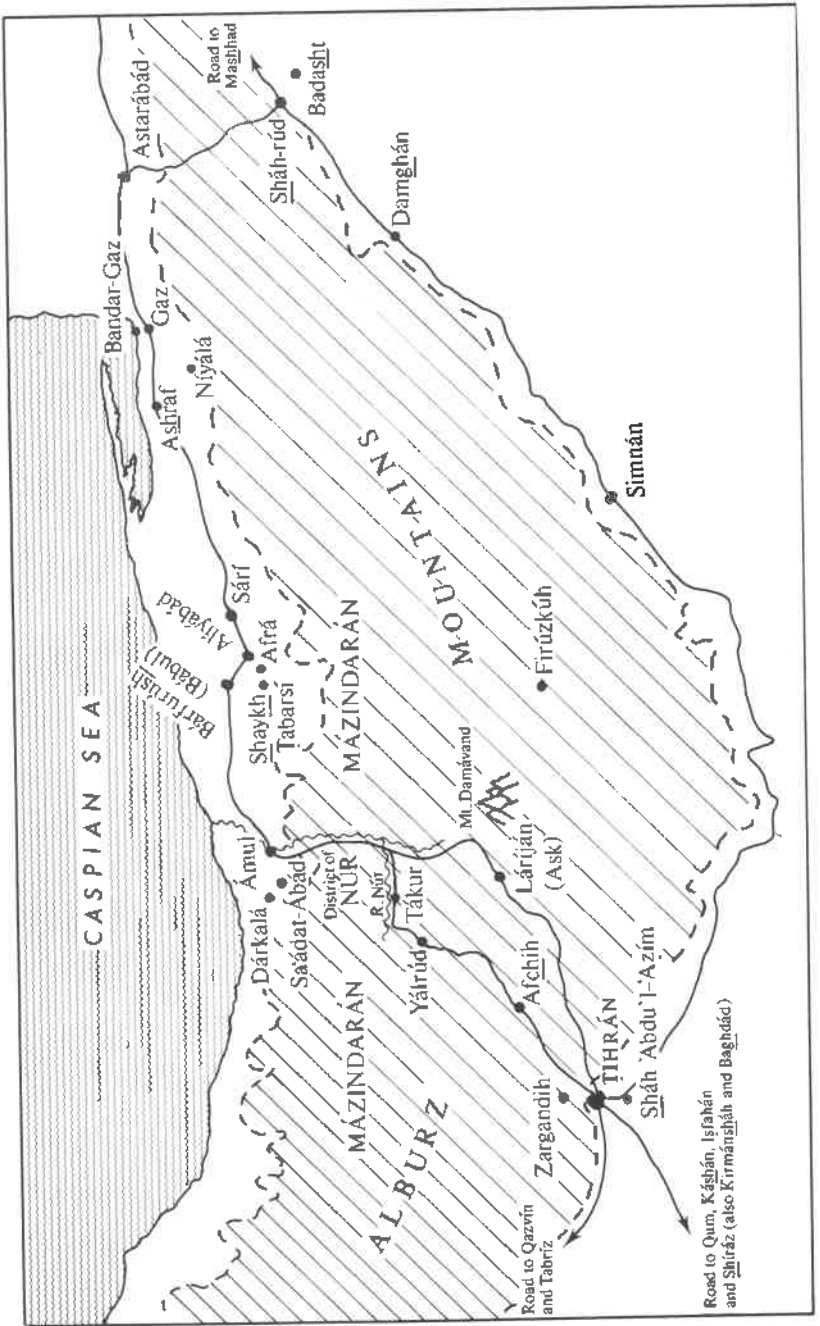 CASPIAN SEA
Bandar-Gaz
Astarábád
Gaz
Ashraf
Níyálá
Road to
Mashhad
Badasht
Sháh-rúd
Damghán
Sárí
Alíyábád
Bárfurúsh
(Bábul)
Afrá
Shaykh
Tabarsí
MÁZINDARÁN
Ámul
Dárkalá
Sa'ádat-Ábád
District of
NÚR
R. Núr
Tákur
Yálrúd
Mt. Damávand
MOUNTAINS
Firúzkúh
Simnán
Láríján
(Ask)
Afchih
MÁZINDARÁN
ALBURZ
Zargandih
TIHRÁN
Sháh 'Abdu'l-'Azím
Road to Qazvín
and Tabríz
Road to Qum, Káshán, Isfahán
and Shíráz (also Kirmánsháh and Baghdád)